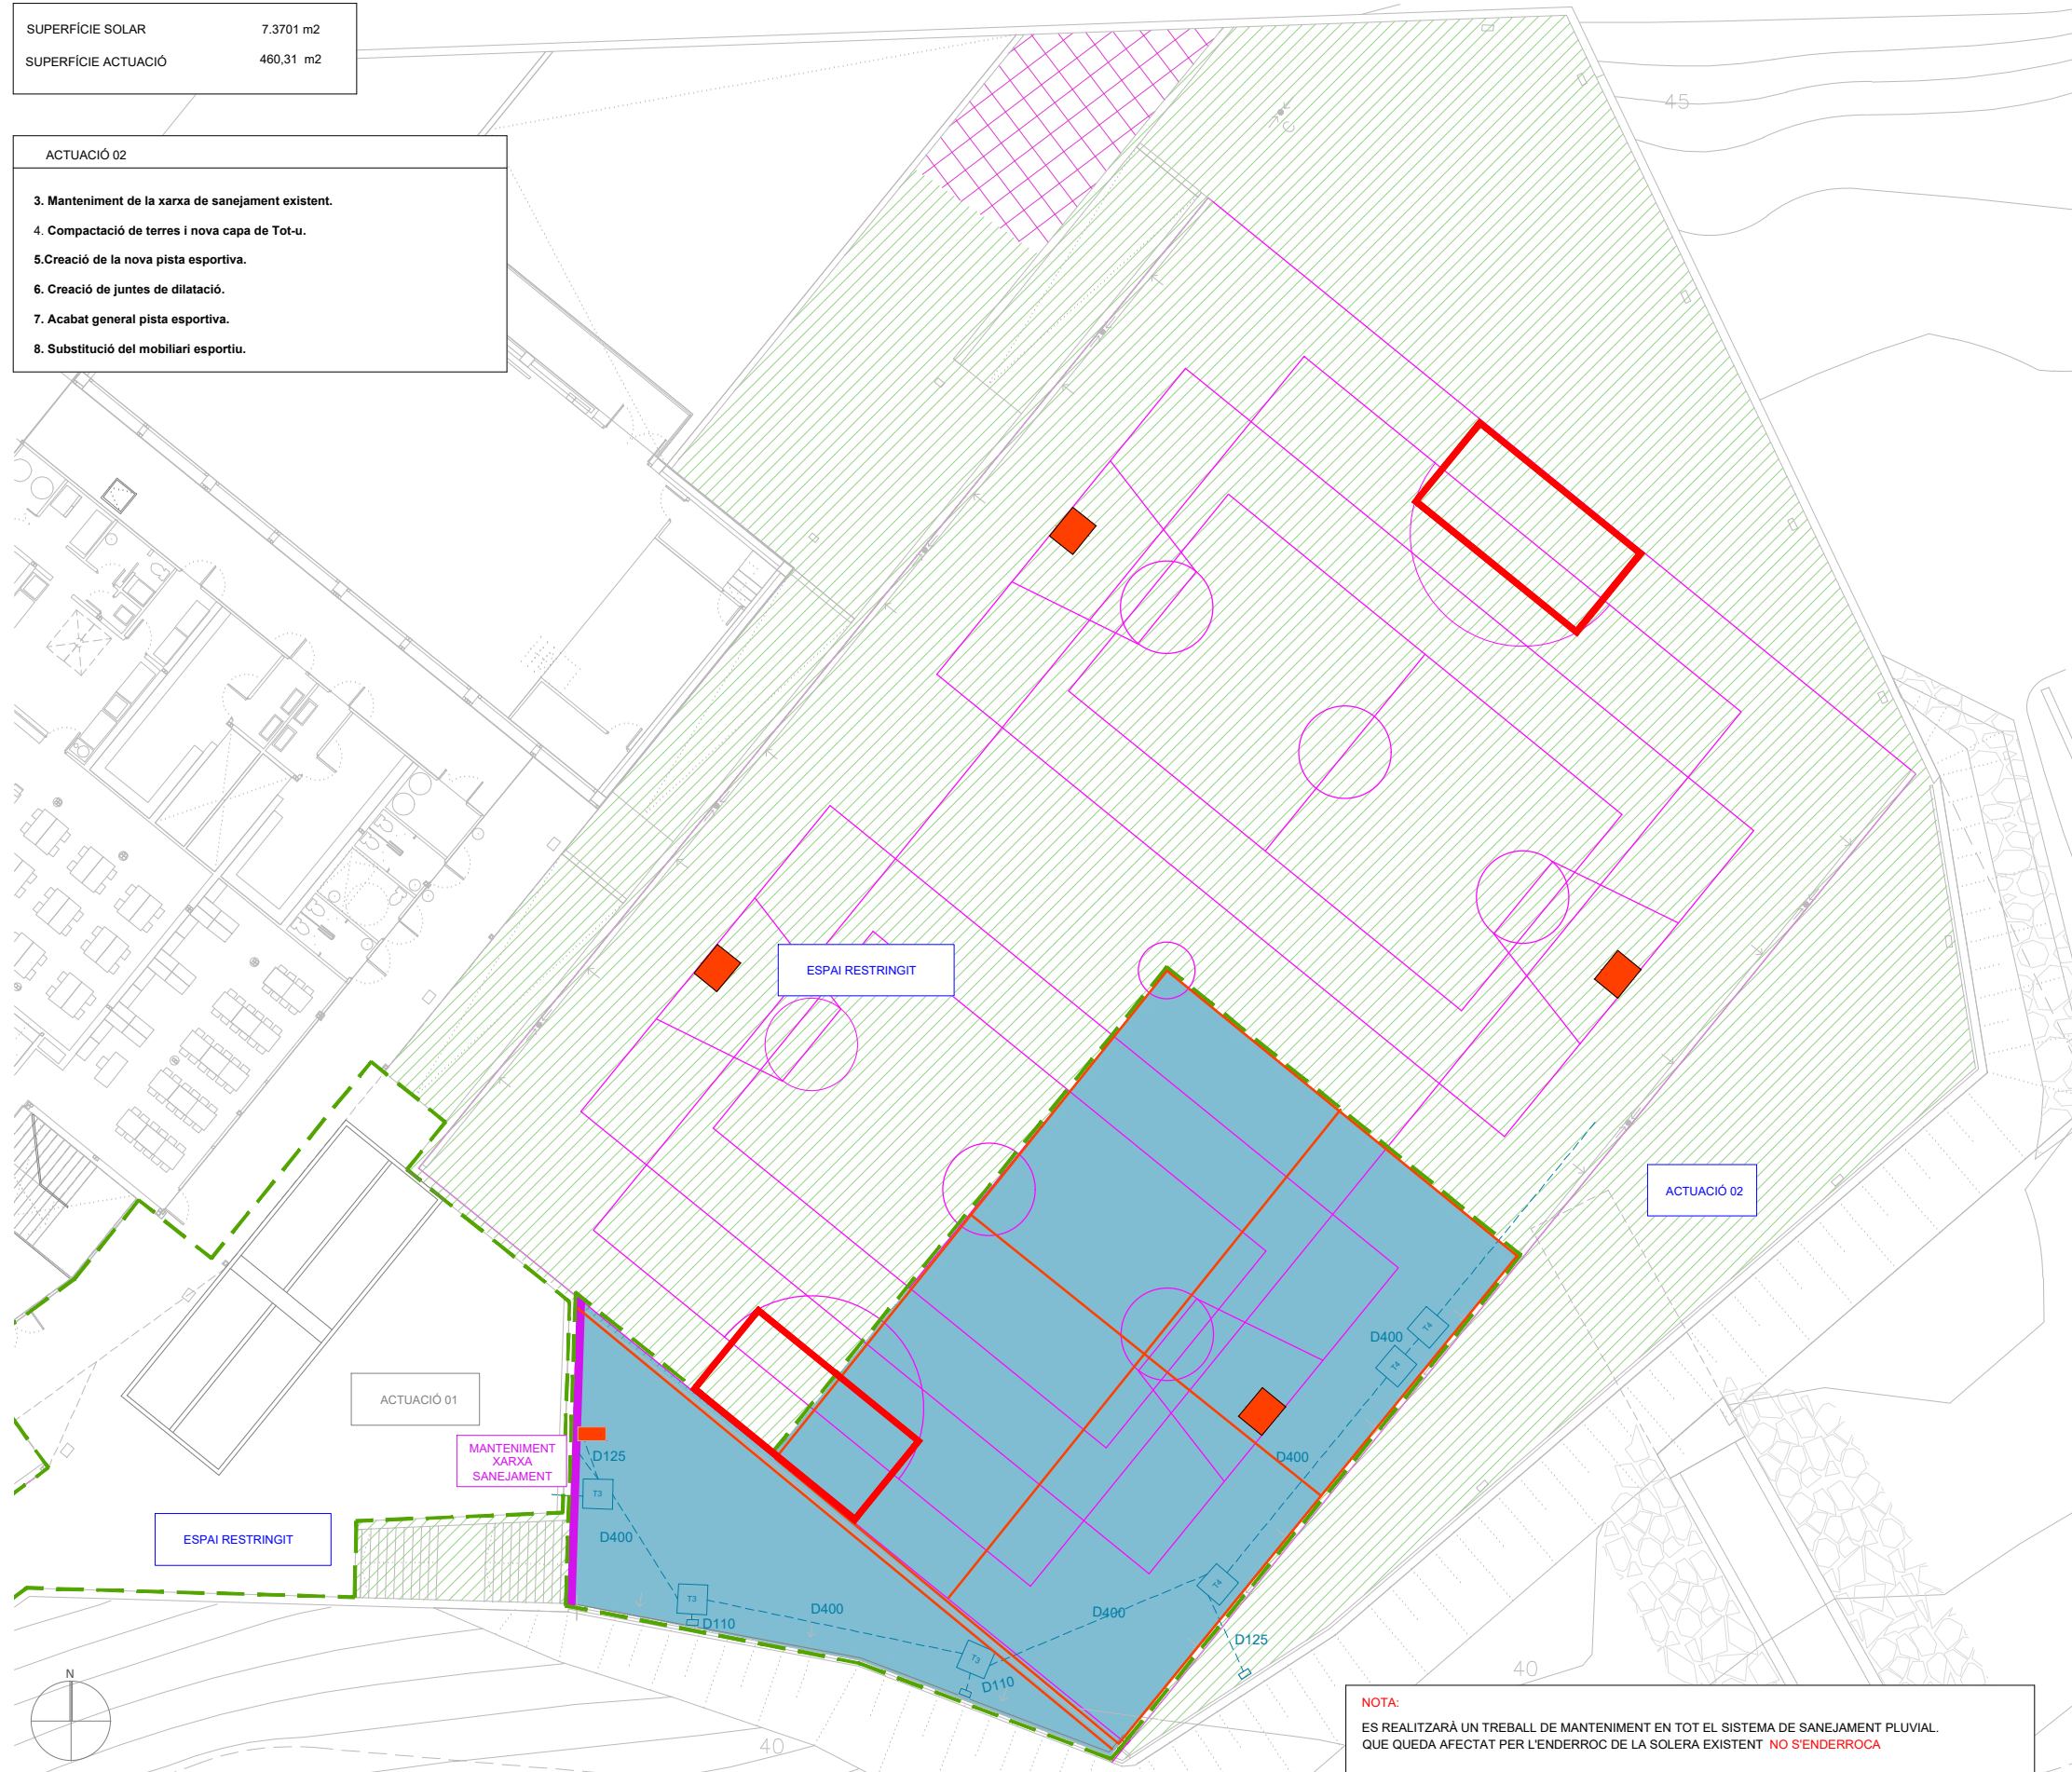 SUPERFÍCIE SOLAR 7.3701 m2
SUPERFÍCIE ACTUACIÓ 460,31 m2
ACTUACIÓ 02
3. Manteniment de la xarxa de sanejament existent.
4. Compactació de terres i nova capa de Tot-u.
5.Creació de la nova pista esportiva.
6. Creació de juntes de dilatació.
7. Acabat general pista esportiva.
8. Substitució del mobiliari esportiu.
45
ESPAI RESTRINGIT
ACTUACIÓ 02
D400
T4
T4
ACTUACIÓ 01
MANTENIMENT
XARXA
SANEJAMENT
D125
T3
D400
D400
ESPAI RESTRINGIT
T3
D110
D400
D400
T4
D125
T3
D110
40
40
N
NOTA:
ES REALITZARÀ UN TREBALL DE MANTENIMENT EN TOT EL SISTEMA DE SANEJAMENT PLUVIAL.
QUE QUEDA AFECTAT PER L'ENDERROC DE LA SOLERA EXISTENT NO S'ENDERROCA